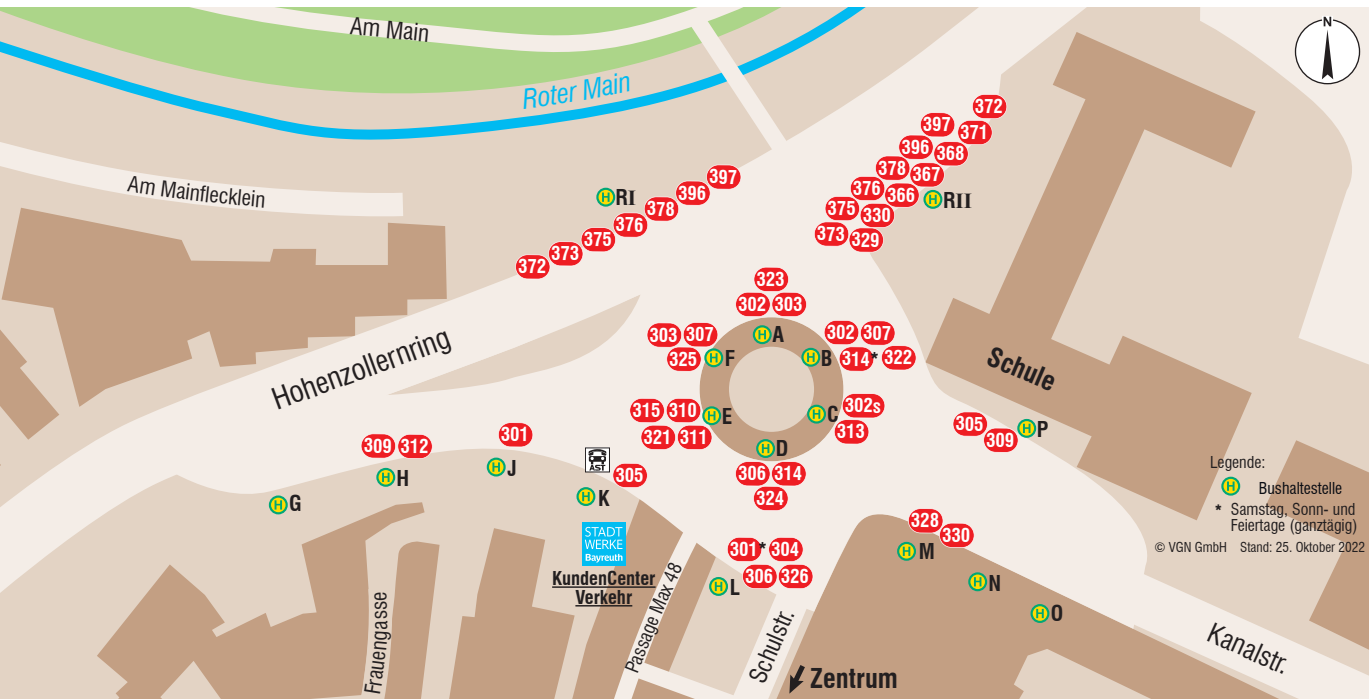 Am Main
N
Roter Main
372
397 371
396 368
378 367
376 366
375 330
373 329
H RII
Am Mainflecklein
H RI
397
396
378
376
375
373
372
Hohenzollernring
323
302 303
H A
303 307
325
H F
302 307
314* 322
H B
315 310
321 311
H E
302s
313
H C
H D
306 314
324
Schule
305
309
H P
309 312
H H
301
H J
H G
AST
305
H K
STADT
WERKE
Bayreuth
KundenCenter
Verkehr
301* 304
306 326
H L
328
330
H M
H N
H O
Legende:
H Bushaltestelle
* Samstag, Sonn- und
Feiertage (ganztägig)
© VGN GmbH Stand: 25. Oktober 2022
Frauengasse
Passage Max 48
Schulstr.
Zentrum
Kanalstr.